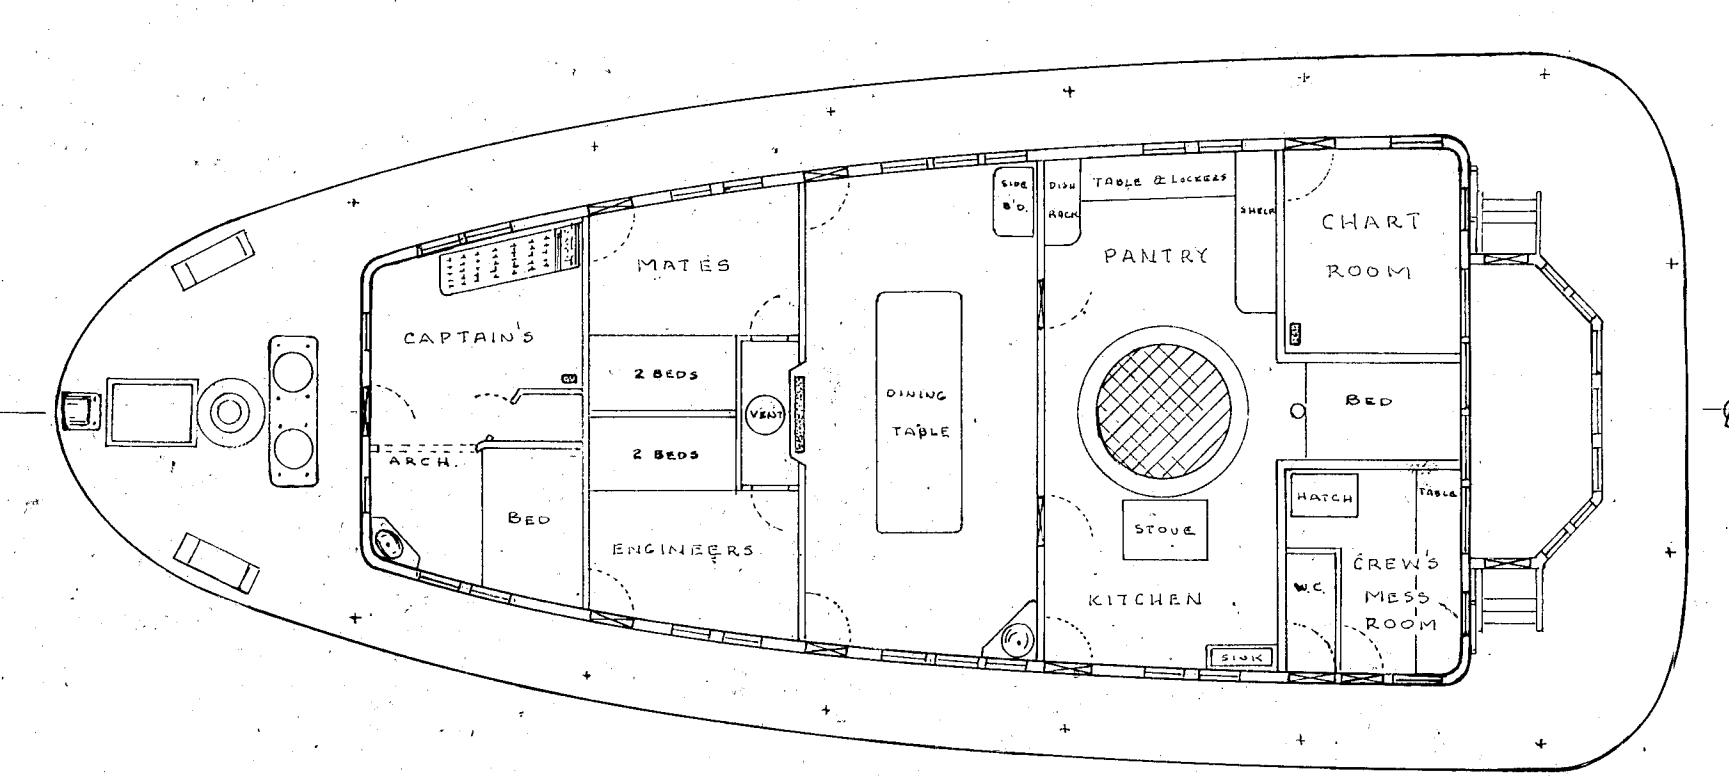 CAPTAIN'S
ARCH.
BED
MATES
2 BEDS
2 BEDS
VENT
ENGINEERS
SIDE
B'D.
DINING
TABLE
DISH
RACK
TABLE & LOCKERS
SHELF
PANTRY
STOVE
KITCHEN
SINK
CHART
ROOM
BED
HATCH
TABLE
W.C.
CREW'S
MESS
ROOM